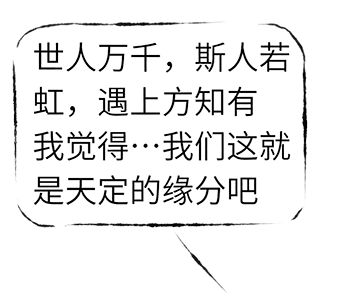 世人万千，斯人若
虹，遇上方知有
我觉得…我们这就
是天定的缘分吧